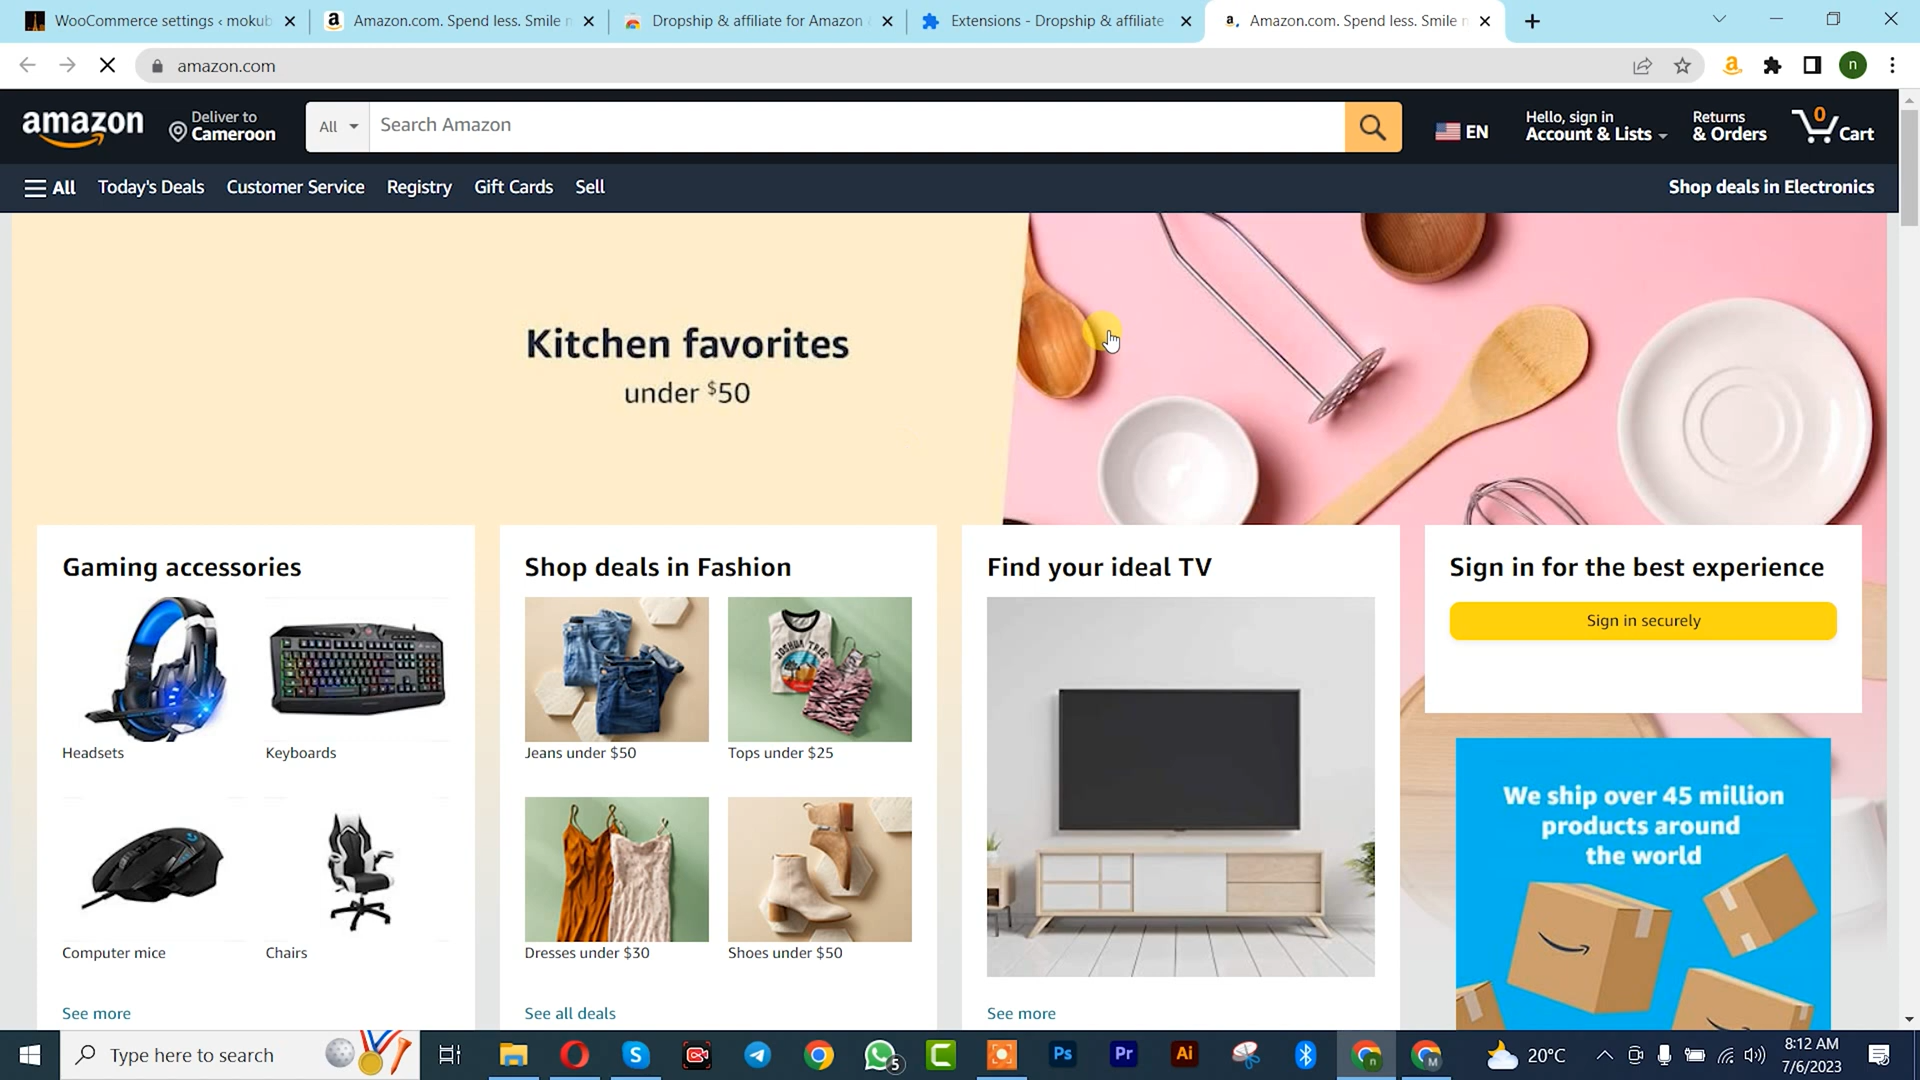 WooCommerce settings ‹ mokub
Amazon.com. Spend less. Smile m
Dropship & affiliate for Amazon
Extensions - Dropship & affiliate
Amazon.com. Spend less. Smile m
amazon.com
n
amazon
Deliver to
Cameroon
All
Search Amazon
EN
Hello, sign in
Account & Lists
Returns
& Orders
0
Cart
All
Today's Deals
Customer Service
Registry
Gift Cards
Sell
Shop deals in Electronics
Kitchen favorites
under $50
Gaming accessories
Headsets
Keyboards
Computer mice
Chairs
See more
Shop deals in Fashion
JOSHUA TREE
Jeans under $50
Tops under $25
Dresses under $30
Shoes under $50
See all deals
Find your ideal TV
See more
Sign in for the best experience
Sign in securely
We ship over 45 million
products around
the world
Type here to search
5
Ps
Pr
Ai
n
M
20°C
8:12 AM
7/6/2023